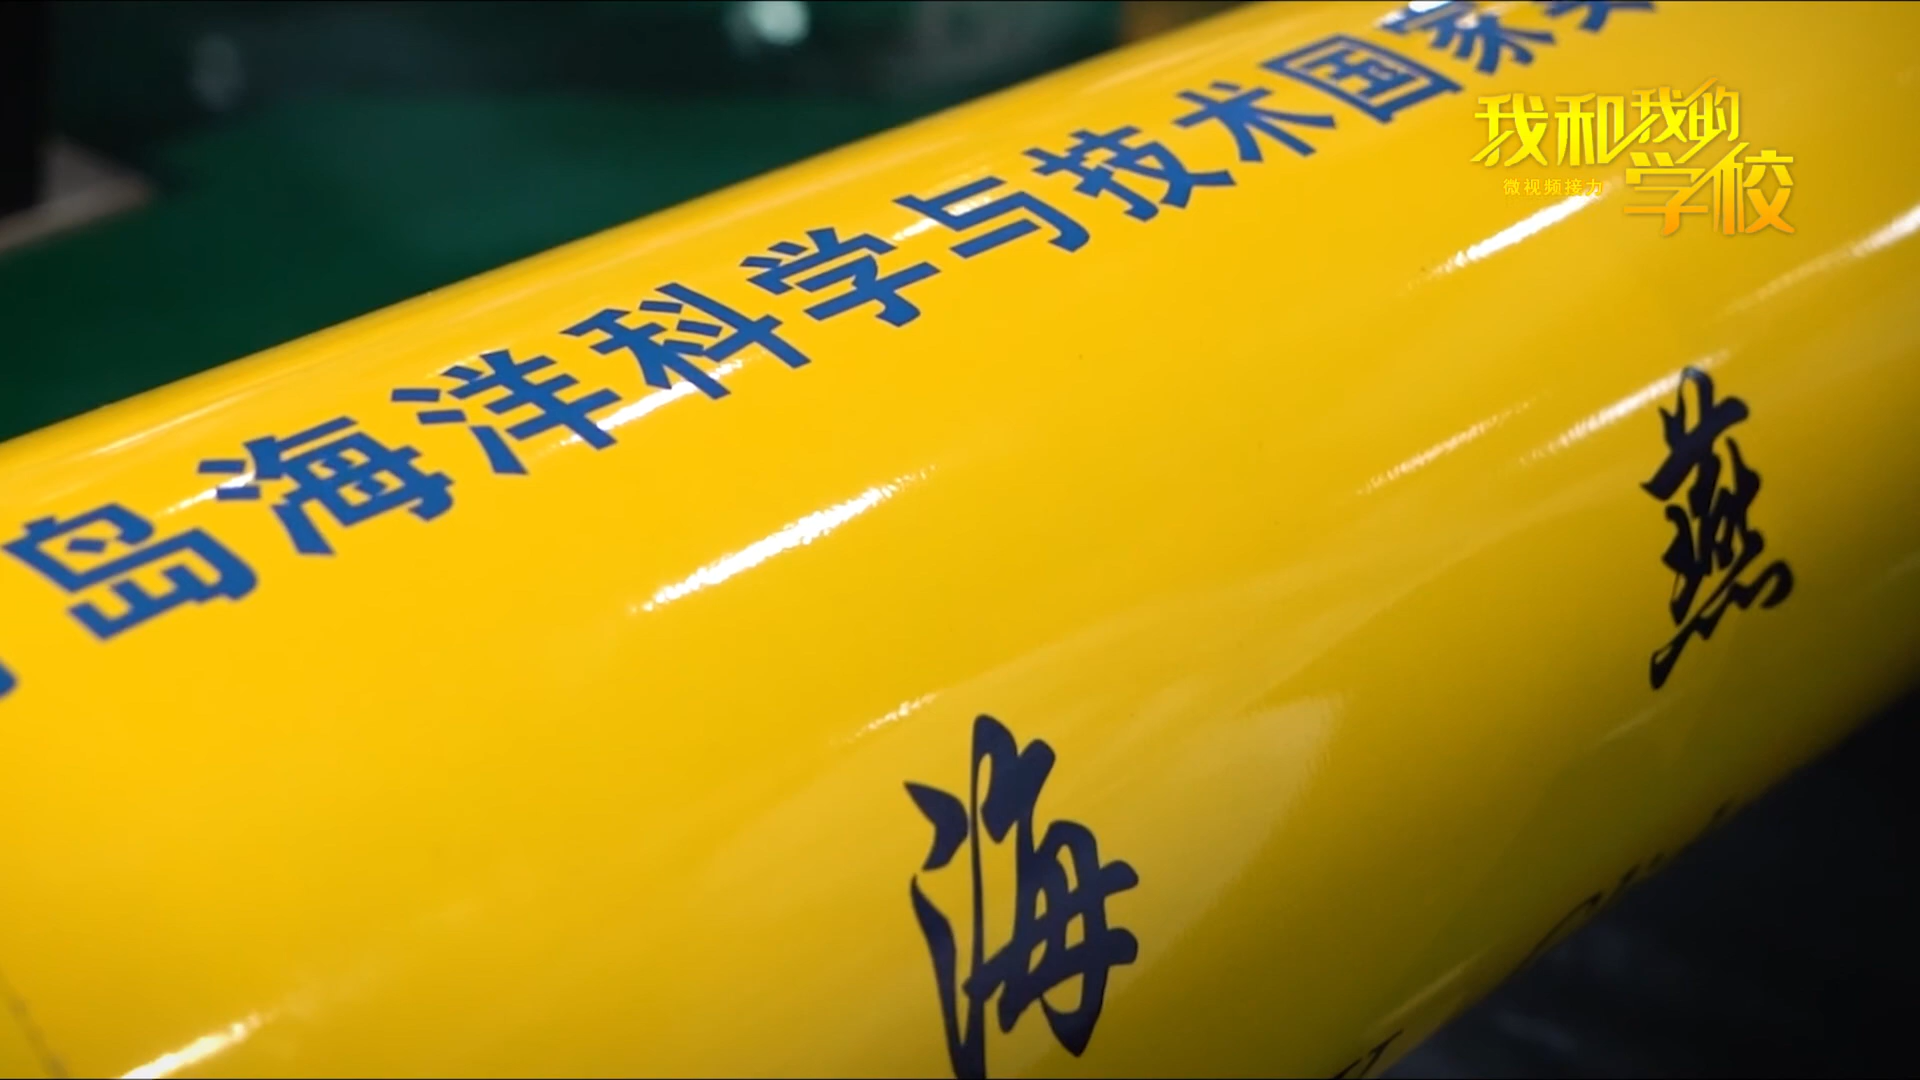 岛海洋科学与技术国家
海燕
我和我的
学校
微视频接力